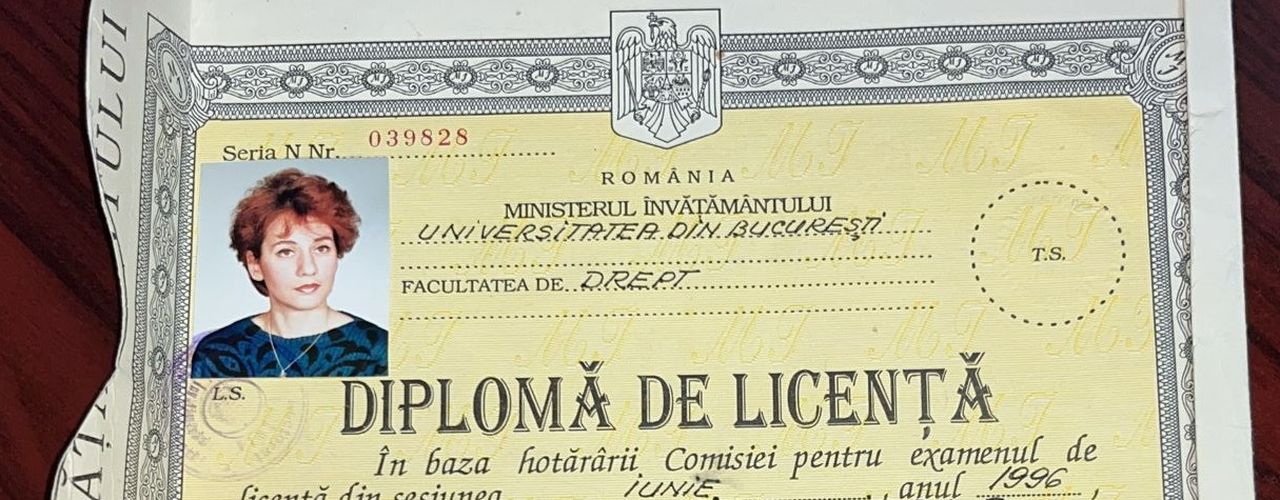 Seria N Nr. 039828
ROMÂNIA
MINISTERUL ÎNVĂȚĂMÂNTULUI
UNIVERSITATEA DIN BUCUREȘTI
FACULTATEA DE DREPT
T.S.
L.S.
DIPLOMĂ DE LICENȚĂ
În baza hotărârii Comisiei pentru examenul de
licență din sesiunea IUNIE, anul 1996,